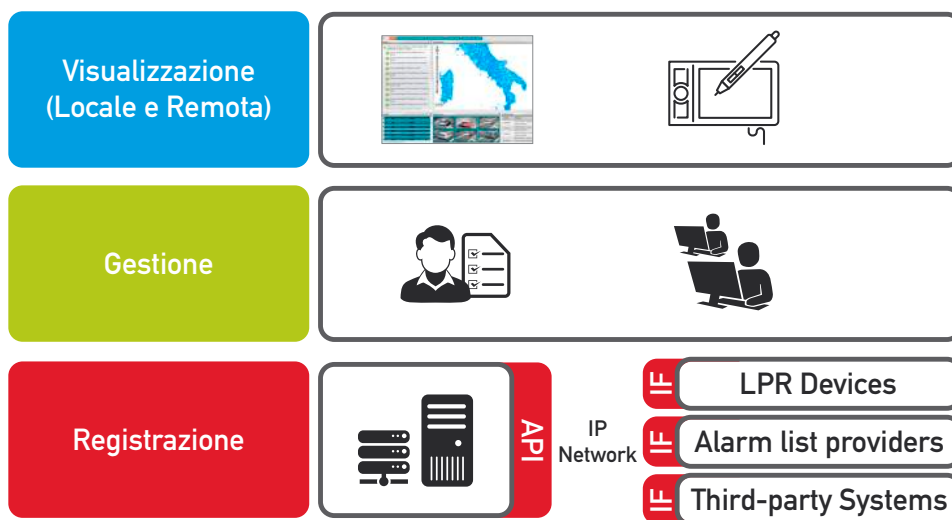 Visualizzazione
(Locale e Remota)
Gestione
Registrazione
API
IP
Network
IF
LPR Devices
IF
Alarm list providers
IF
Third-party Systems